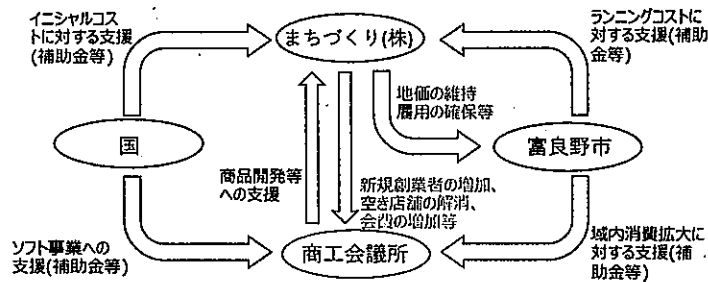 イニシャルコス
トに対する支援
(補助金等)
まちづくり(株)
ランニングコストに
対する支援(補助
金等)
地価の維持
雇用の確保等
国
富良野市
商品開発等
への支援
新規創業者の増加、
空き店舗の解消、
会員の増加等
ソフト事業への
支援(補助金等)
商工会議所
域内消費拡大に
対する支援(補
助金等)